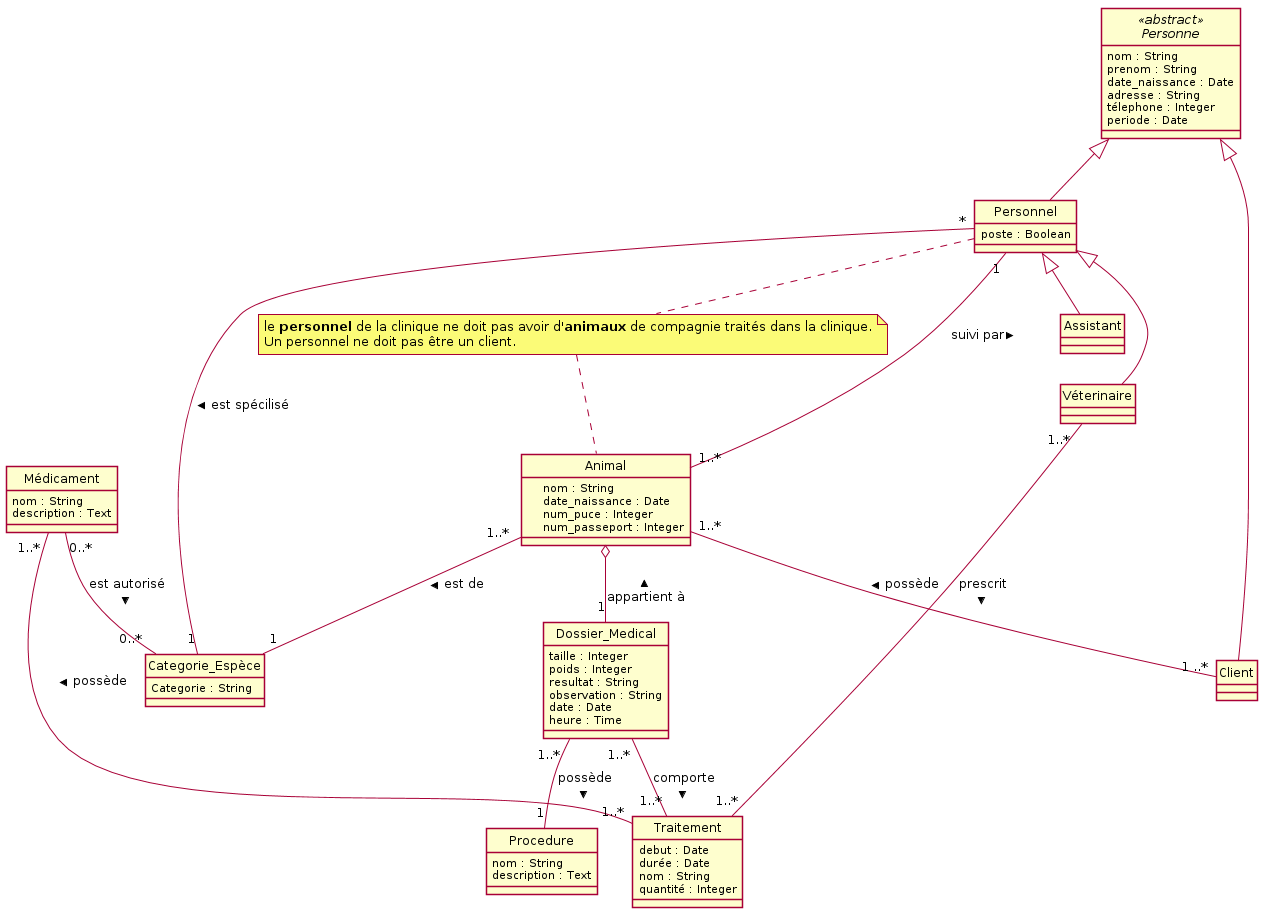 «abstract»
Personne
nom : String
prenom : String
date_naissance : Date
adresse : String
télephone : Integer
periode : Date
Personnel
poste : Boolean
*
1
le personnel de la clinique ne doit pas avoir d'animaux de compagnie traités dans la clinique.
Un personnel ne doit pas être un client.
suivi par►
Assistant
Véterinaire
1..*
◄ est spécilisé
Animal
nom : String
date_naissance : Date
num_puce : Integer
num_passeport : Integer
1..*
1..*
1..*
Médicament
nom : String
description : Text
1..*
0..*
est autorisé
▼
0..*
1
◄ est de
1
▲
appartient à
1
◄ possède
prescrit
▼
1 ..*
Client
Categorie_Espèce
Categorie : String
◄ possède
Dossier_Medical
taille : Integer
poids : Integer
resultat : String
observation : String
date : Date
heure : Time
1..*
1..*
possède
▼
comporte
▼
1
1..*
1..*
1..*
Procedure
nom : String
description : Text
Traitement
debut : Date
durée : Date
nom : String
quantité : Integer